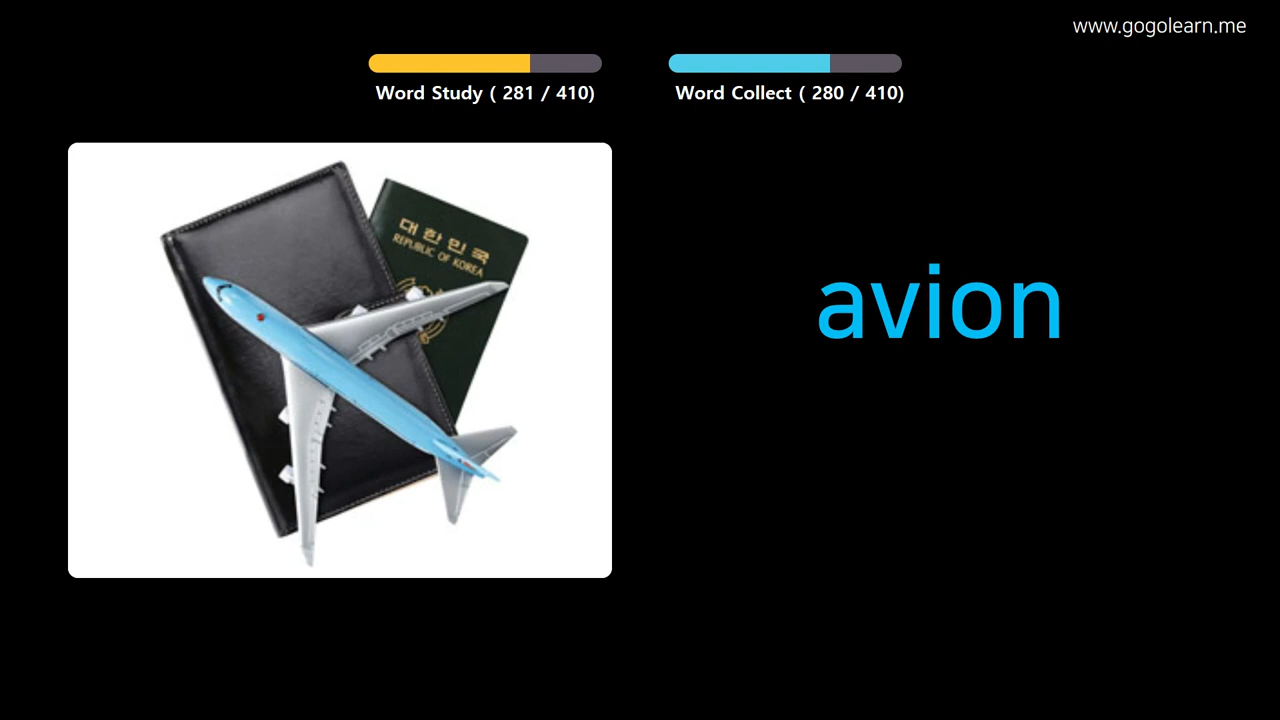 www.gogolearn.me
Word Study ( 281 / 410)
Word Collect ( 280 / 410)
대한민국
REPUBLIC OF KOREA
avion